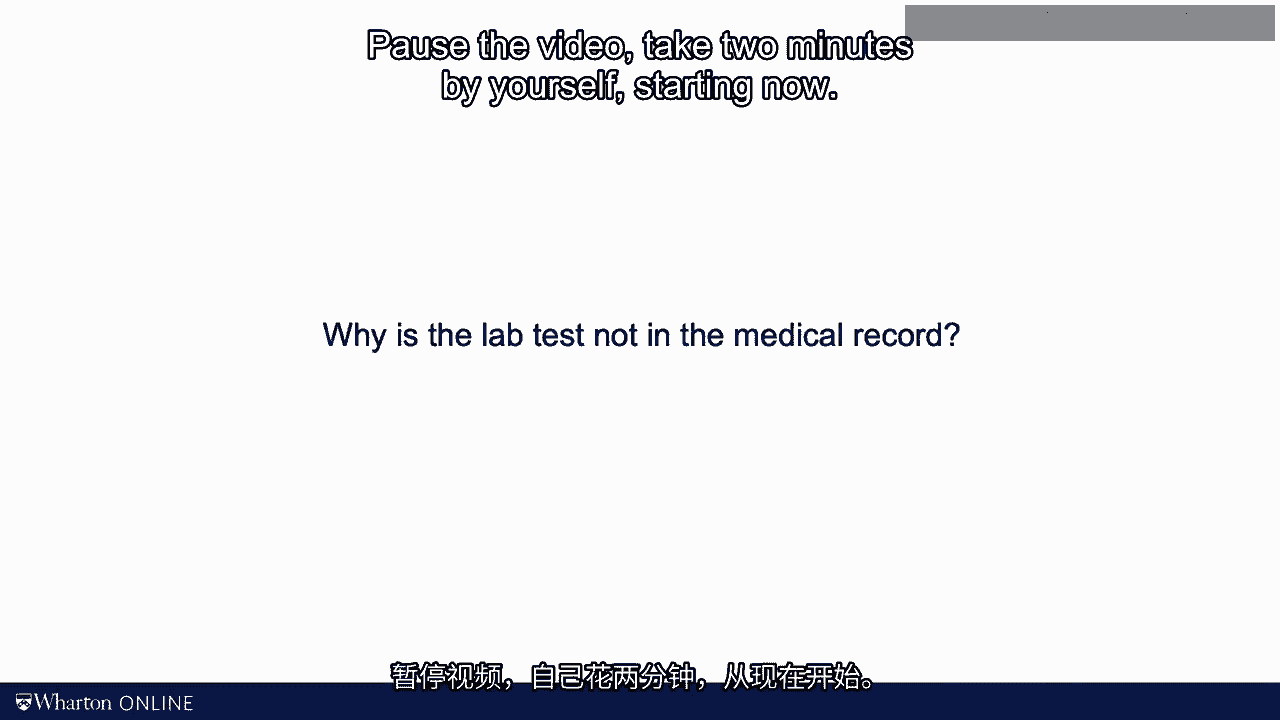 Pause the video, take two minutes
by yourself, starting now.
Why is the lab test not in the medical record?
暂停视频，自己花两分钟，从现在开始。
Wharton ONLINE